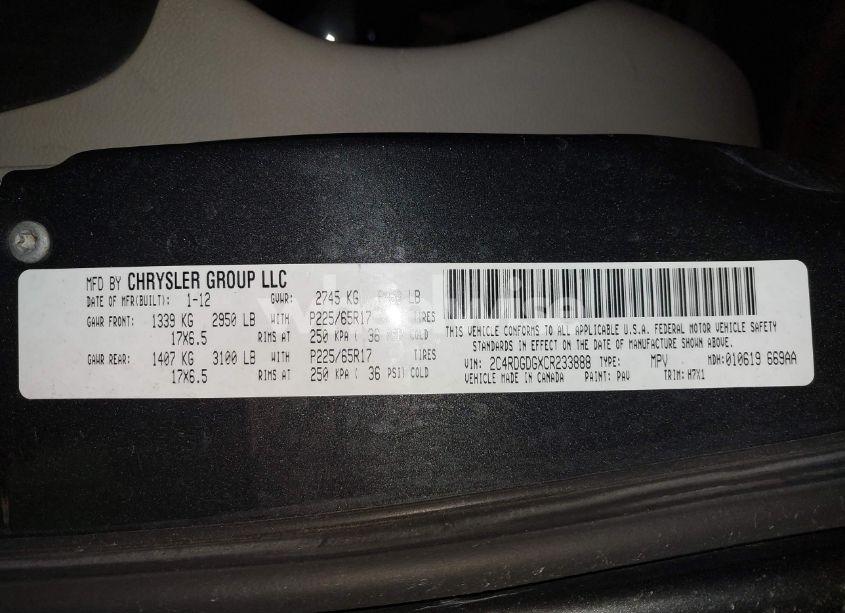 MFD BY CHRYSLER GROUP LLC
DATE OF MFR(BUILT): 1-12 GVWR: 2745 KG LB
GAWR FRONT: 1339 KG 2950 LB WITH P225/65R17 TIRES
17X6.5 RIMS AT 250 KPA ( 36 COLD
GAWR REAR: 1407 KG 3100 LB WITH P225/65R17 TIRES
17X6.5 RIMS AT 250 KPA ( 36 PSI) COLD
THIS VEHICLE CONFORMS TO ALL APPLICABLE U.S.A. FEDERAL MOTOR VEHICLE SAFETY
STANDARDS IN EFFECT ON THE DATE OF MANUFACTURE SHOWN ABOVE.
VIN: 2C4RDGDGXCR233888 TYPE: MPV MDH: 010619 669AA
VEHICLE MADE IN CANADA PAINT: PAV TRIM: H7X1